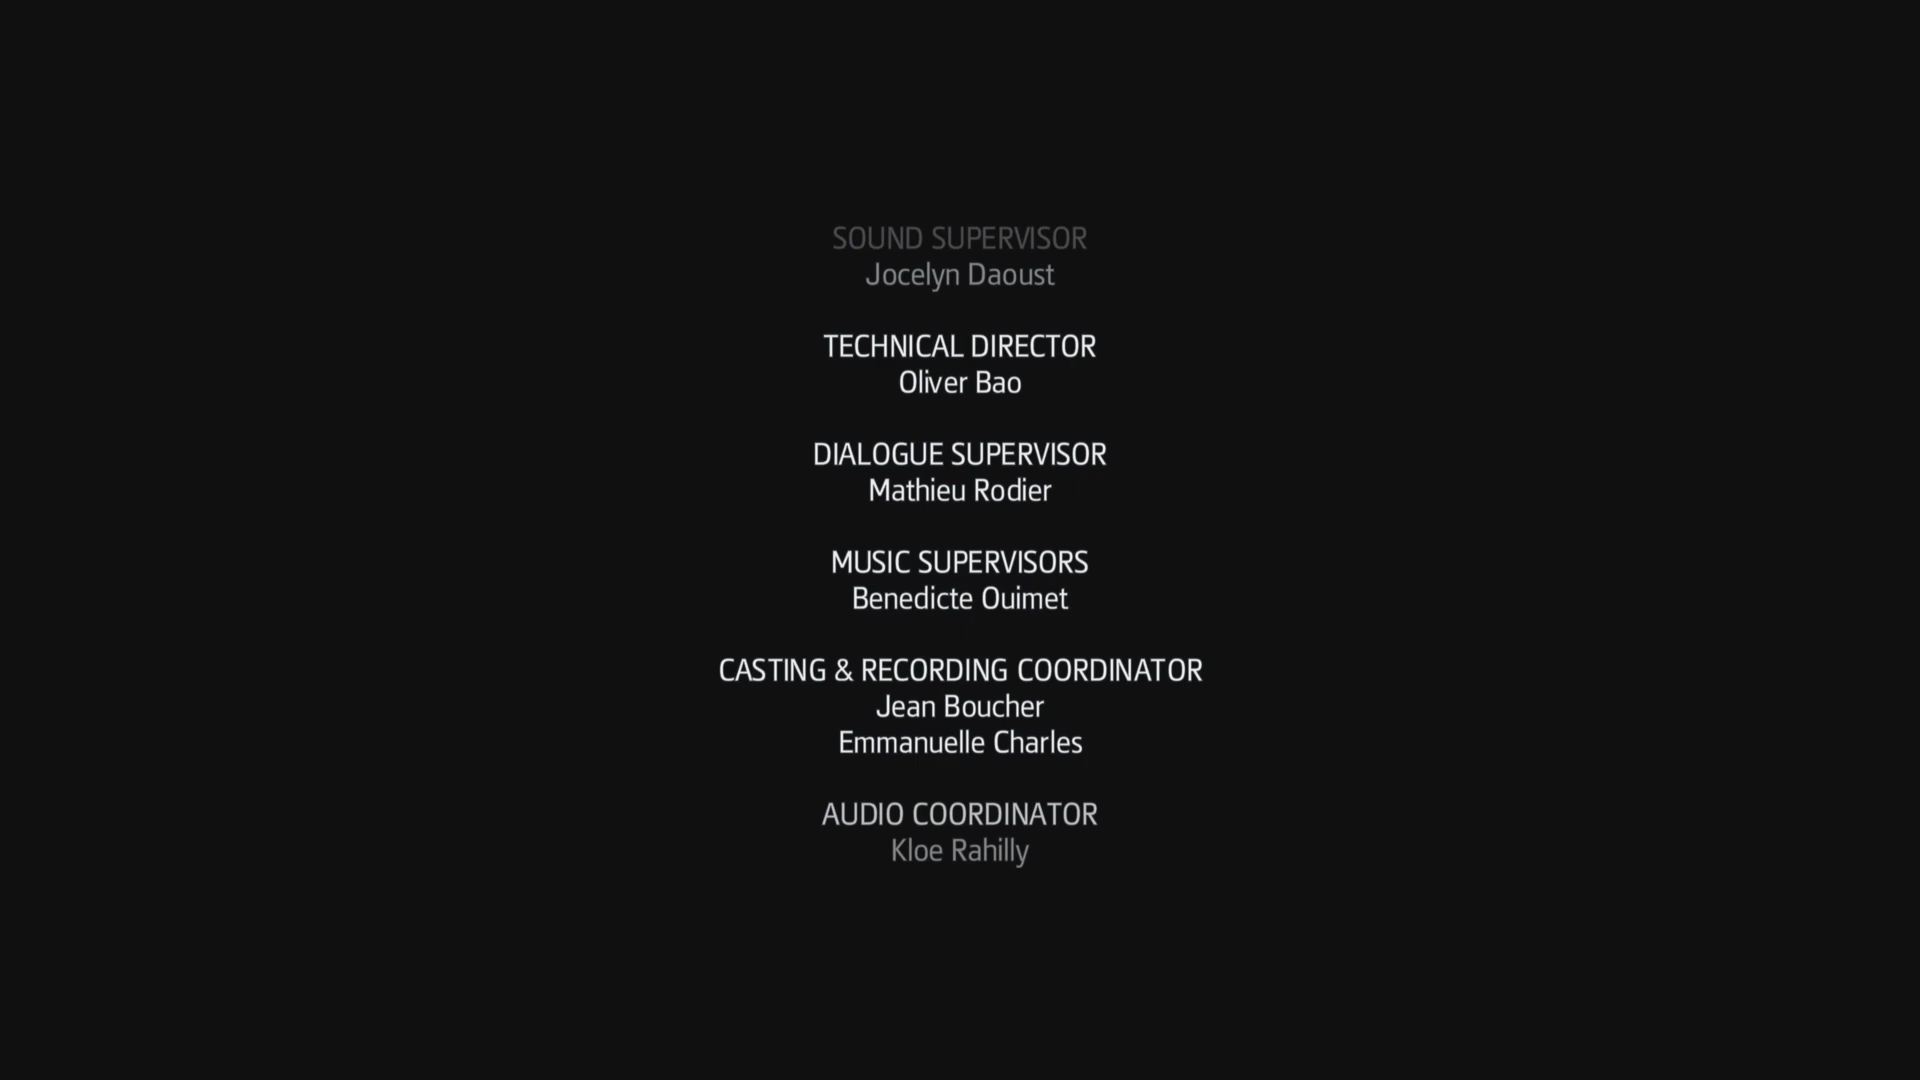 SOUND SUPERVISOR
Jocelyn Daoust
TECHNICAL DIRECTOR
Oliver Bao
DIALOGUE SUPERVISOR
Mathieu Rodier
MUSIC SUPERVISORS
Benedicte Ouimet
CASTING & RECORDING COORDINATOR
Jean Boucher
Emmanuelle Charles
AUDIO COORDINATOR
Kloe Rahilly